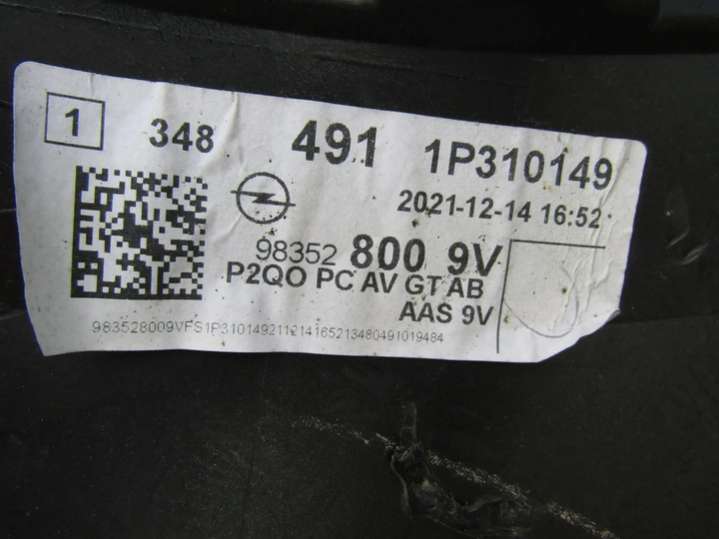 1 348 491 1P310149
2021-12-14 16:52
98352 800 9V
P2QO PC AV GT AB
AAS 9V
983528009VFS1P310149211214165213480491019484